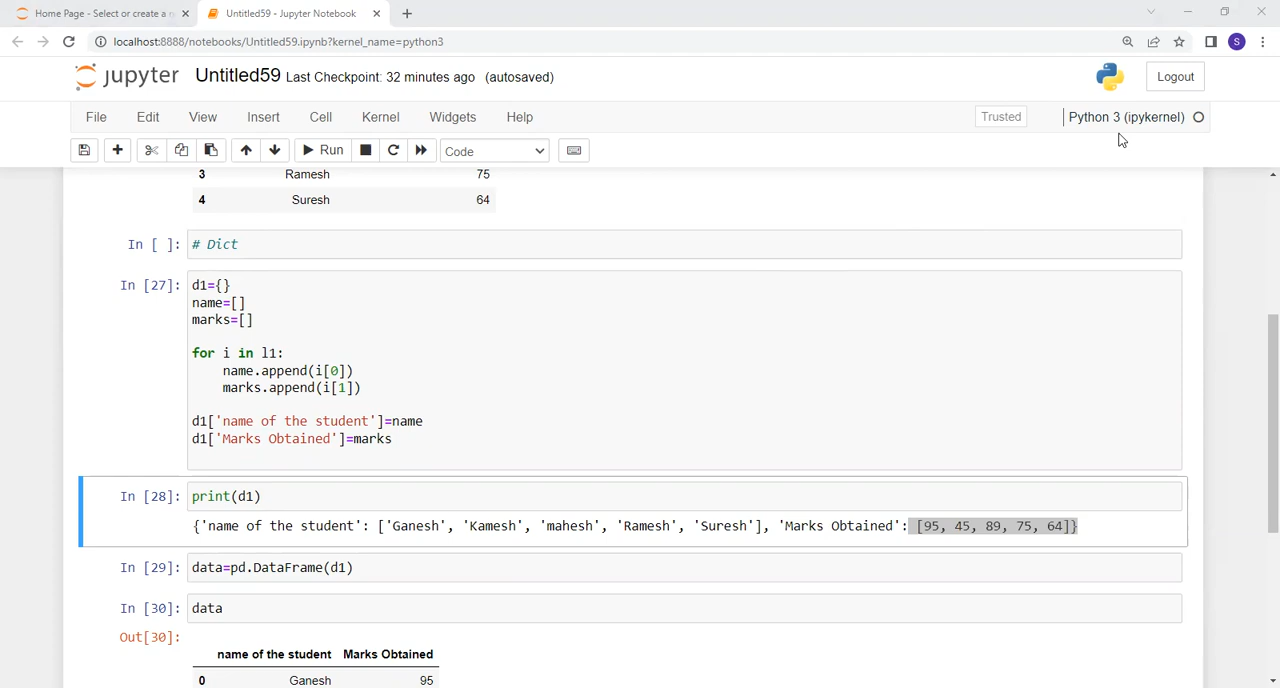 Home Page - Select or create a n
Untitled59 - Jupyter Notebook
localhost:8888/notebooks/Untitled59.ipynb?kernel_name=python3
S
jupyter Untitled59 Last Checkpoint: 32 minutes ago (autosaved)
Logout
File Edit View Insert Cell Kernel Widgets Help
Trusted
Python 3 (ipykernel)
Run
Code
3 Ramesh 75
4 Suresh 64
In [ ]: # Dict
In [27]: d1={}
name=[]
marks=[]
for i in l1:
name.append(i[0])
marks.append(i[1])
d1['name of the student']=name
d1['Marks Obtained']=marks
In [28]: print(d1)
{'name of the student': ['Ganesh', 'Kamesh', 'mahesh', 'Ramesh', 'Suresh'], 'Marks Obtained': [95, 45, 89, 75, 64]}
In [29]: data=pd.DataFrame(d1)
In [30]: data
Out[30]:
name of the student Marks Obtained
0 Ganesh 95